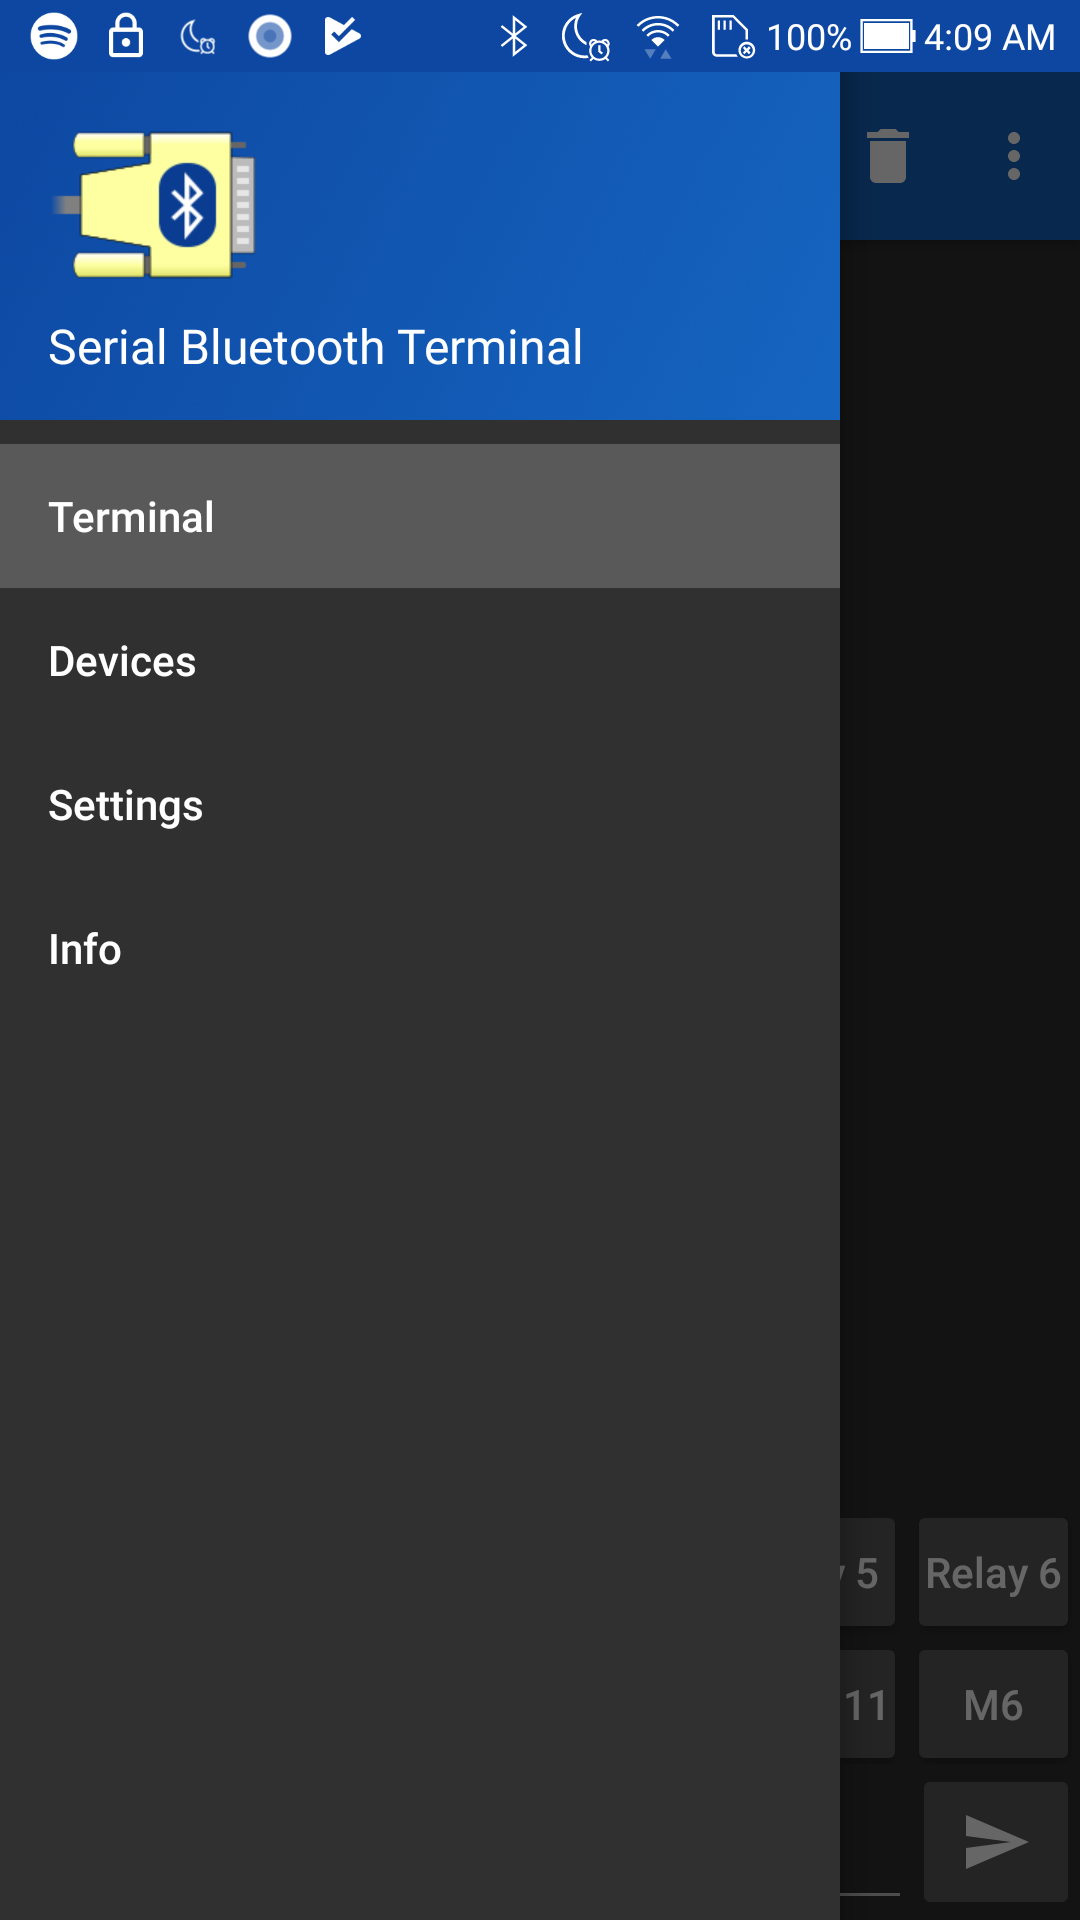 100% 4:09 AM
Serial Bluetooth Terminal
Terminal
Devices
Settings
Info
5 Relay 6
11 M6